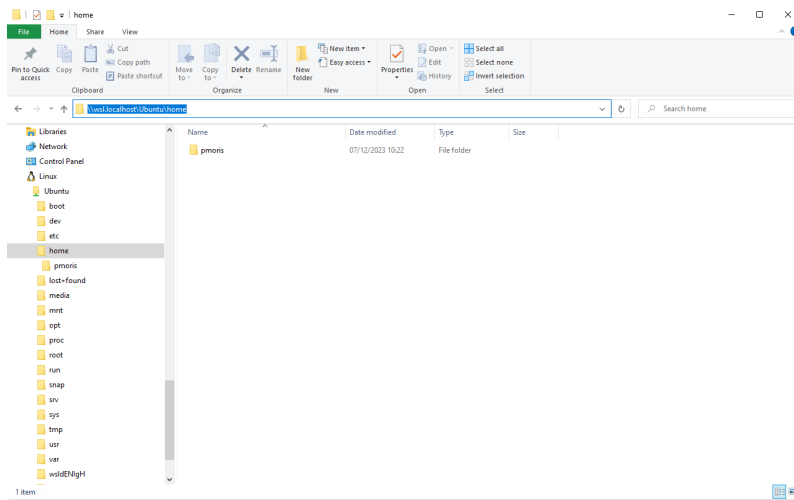 home
File Home Share View
Pin to Quick access
Copy
Paste
Cut
Copy path
Paste shortcut
Clipboard
Move to
Copy to
Delete
Rename
Organize
New folder
New item
Easy access
New
Properties
Open
Edit
History
Open
Select all
Select none
Invert selection
Select
\\wsl.localhost\Ubuntu\home
Search home
Name Date modified Type Size
pmoris 07/12/2023 10:22 File folder
Libraries
Network
Control Panel
Linux
Ubuntu
boot
dev
etc
home
pmoris
lost+found
media
mnt
opt
proc
root
run
snap
srv
sys
tmp
usr
var
wsldENlgH
1 item